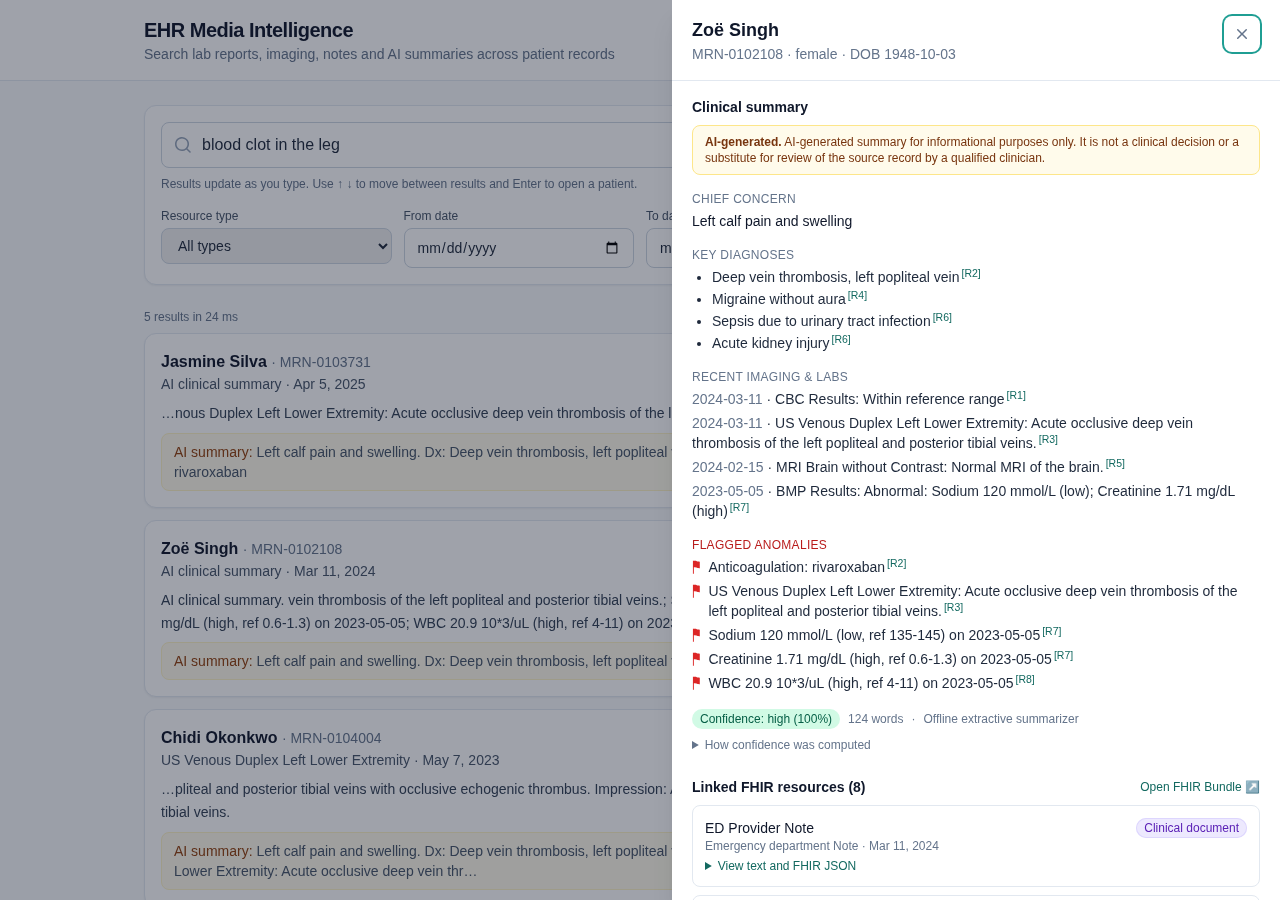 EHR Media Intelligence
Search lab reports, imaging, notes and AI summaries across patient records
blood clot in the leg
Results update as you type. Use ↑ ↓ to move between results and Enter to open a patient.
Resource type
From date
To da
All types
mm/dd/yyyy
m
5 results in 24 ms
Jasmine Silva · MRN-0103731
AI clinical summary · Apr 5, 2025
…nous Duplex Left Lower Extremity: Acute occlusive deep vein thrombosis of the l
AI summary: Left calf pain and swelling. Dx: Deep vein thrombosis, left popliteal
rivaroxaban
Zoë Singh · MRN-0102108
AI clinical summary · Mar 11, 2024
AI clinical summary. vein thrombosis of the left popliteal and posterior tibial veins.;
mg/dL (high, ref 0.6-1.3) on 2023-05-05; WBC 20.9 10*3/uL (high, ref 4-11) on 202
AI summary: Left calf pain and swelling. Dx: Deep vein thrombosis, left popliteal
Chidi Okonkwo · MRN-0104004
US Venous Duplex Left Lower Extremity · May 7, 2023
…pliteal and posterior tibial veins with occlusive echogenic thrombus. Impression:
tibial veins.
AI summary: Left calf pain and swelling. Dx: Deep vein thrombosis, left popliteal
Lower Extremity: Acute occlusive deep vein thr…
Zoë Singh
MRN-0102108 · female · DOB 1948-10-03
Clinical summary
AI-generated. AI-generated summary for informational purposes only. It is not a clinical decision or a
substitute for review of the source record by a qualified clinician.
CHIEF CONCERN
Left calf pain and swelling
KEY DIAGNOSES
• Deep vein thrombosis, left popliteal vein [R2]
• Migraine without aura [R4]
• Sepsis due to urinary tract infection [R6]
• Acute kidney injury [R6]
RECENT IMAGING & LABS
2024-03-11 · CBC Results: Within reference range [R1]
2024-03-11 · US Venous Duplex Left Lower Extremity: Acute occlusive deep vein
thrombosis of the left popliteal and posterior tibial veins. [R3]
2024-02-15 · MRI Brain without Contrast: Normal MRI of the brain. [R5]
2023-05-05 · BMP Results: Abnormal: Sodium 120 mmol/L (low); Creatinine 1.71 mg/dL
(high) [R7]
FLAGGED ANOMALIES
Anticoagulation: rivaroxaban [R2]
US Venous Duplex Left Lower Extremity: Acute occlusive deep vein thrombosis of the
left popliteal and posterior tibial veins. [R3]
Sodium 120 mmol/L (low, ref 135-145) on 2023-05-05 [R7]
Creatinine 1.71 mg/dL (high, ref 0.6-1.3) on 2023-05-05 [R7]
WBC 20.9 10*3/uL (high, ref 4-11) on 2023-05-05 [R8]
Confidence: high (100%) 124 words · Offline extractive summarizer
How confidence was computed
Linked FHIR resources (8)
Open FHIR Bundle ↗
ED Provider Note
Clinical document
Emergency department Note · Mar 11, 2024
View text and FHIR JSON